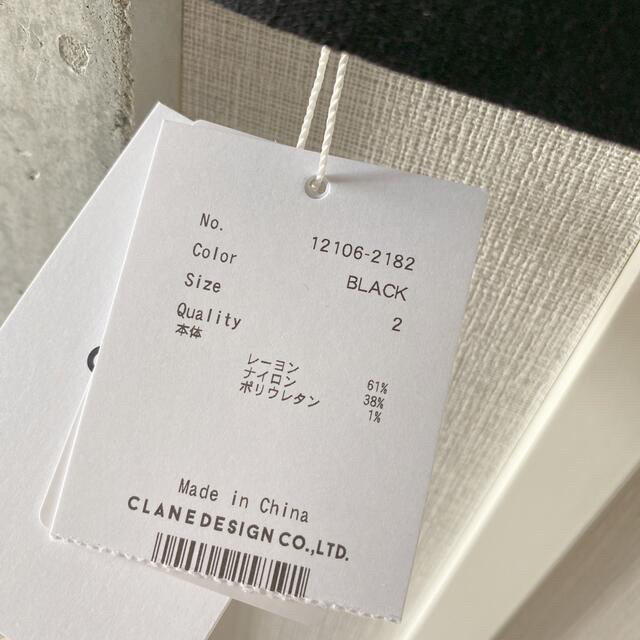 No. 12106-2182
Color BLACK
Size 2
Quality
本体
レーヨン 61%
ナイロン 38%
ポリウレタン 1%
Made in China
CLANE DESIGN CO.,LTD.